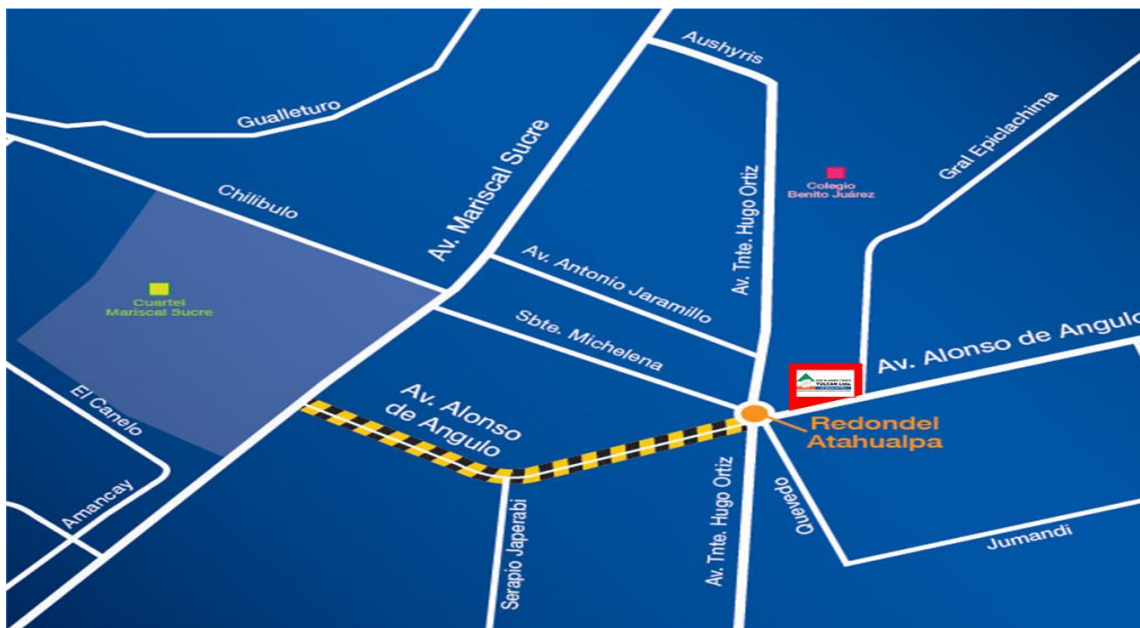 Aushyris
Gualleturo
Av. Mariscal Sucre
Gral Epiclachima
Colegio
Benito Juárez
Chilibulo
Av. Tnte. Hugo Ortiz
Av. Antonio Jaramillo
Cuartel
Mariscal Sucre
Sbte. Michelena
Av. Alonso de Angulo
TULCAN Ltda.
El Canelo
Av. Alonso
de Angulo
Redondel
Atahualpa
Amancay
Serapio Japerabi
Av. Tnte. Hugo Ortiz
Quevedo
Jumandi